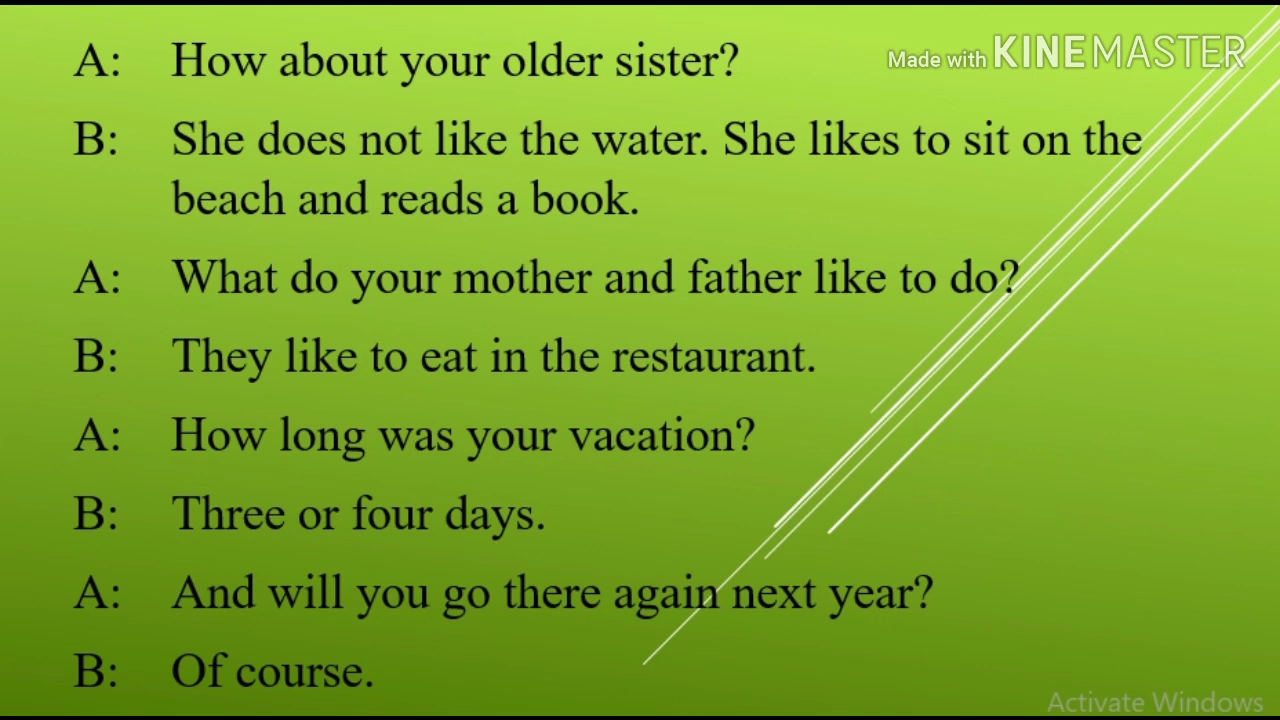 A: How about your older sister?
Made with KINEMASTER
B: She does not like the water. She likes to sit on the
beach and reads a book.
A: What do your mother and father like to do?
B: They like to eat in the restaurant.
A: How long was your vacation?
B: Three or four days.
A: And will you go there again next year?
B: Of course.
Activate Windows